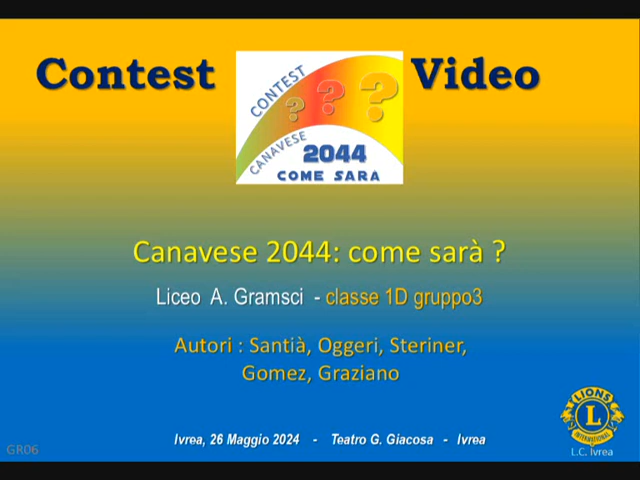 Contest Video
CONTEST
? ? ?
CANAVESE
2044
COME SARA
Canavese 2044: come sarà ?
Liceo A. Gramsci - classe 1D gruppo3
Autori : Santià, Oggeri, Steriner,
Gomez, Graziano
Ivrea, 26 Maggio 2024 - Teatro G. Giacosa - Ivrea
LIONS
L
INTERNATIONAL
L.C. Ivrea
GR06